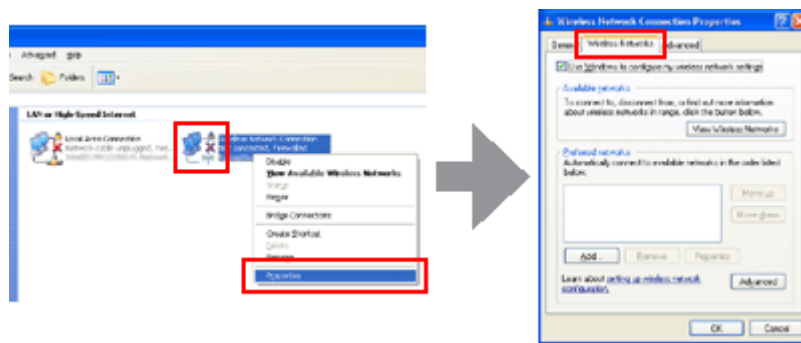 Advanced Help
Search Folders
LAN or High-Speed Internet
Local Area Connection
Network cable unplugged, Fire...
Wireless Network Connection
Not connected, Firewalled
Disable
View Available Wireless Networks
Status
Repair
Bridge Connections
Create Shortcut
Delete
Rename
Properties
Wireless Network Connection Properties
General Wireless Networks Advanced
Use Windows to configure my wireless network settings
Available networks
To connect to, disconnect from, or find out more information
about wireless networks in range, click the button below.
View Wireless Networks
Preferred networks
Automatically connect to available networks in the order listed
below:
Move up
Move down
Add... Remove Properties
Learn about setting up wireless network
configuration.
Advanced
OK Cancel